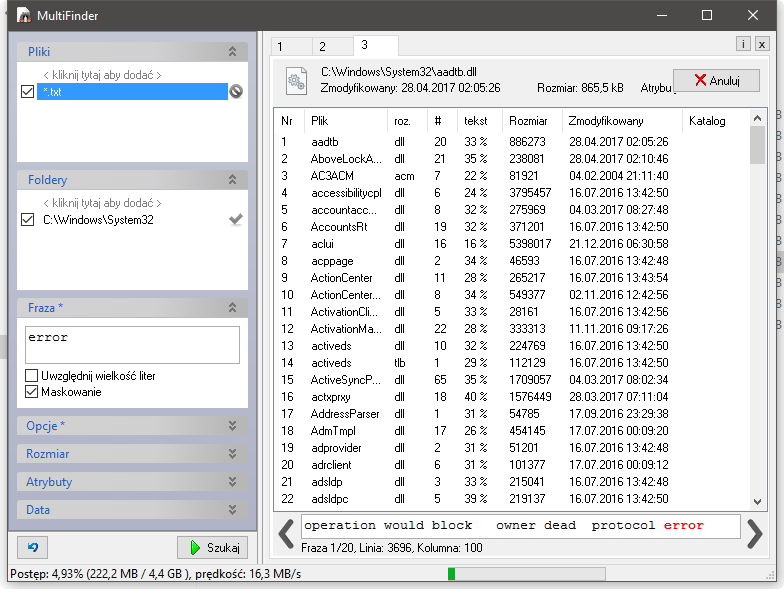 MultiFinder
Pliki
< kliknij tytaj aby dodać >
*.txt
Foldery
< kliknij tytaj aby dodać >
C:\Windows\System32
Fraza *
error
Uwzględnij wielkość liter
Maskowanie
Opcje *
Rozmiar
Atrybuty
Data
Szukaj
1 2 3
i x
C:\Windows\System32\aadtb.dll
Zmodyfikowany: 28.04.2017 02:05:26 Rozmiar: 865,5 kB Atrybu
Anuluj
Nr Plik roz. # tekst Rozmiar Zmodyfikowany Katalog
1 aadtb dll 20 33 % 886273 28.04.2017 02:05:26
2 AboveLockA... dll 21 35 % 238081 28.04.2017 02:10:46
3 AC3ACM acm 7 22 % 81921 04.02.2004 21:11:40
4 accessibilitycpl dll 6 24 % 3795457 16.07.2016 13:42:50
5 accountacc... dll 8 32 % 275969 04.03.2017 08:27:48
6 AccountsRt dll 19 32 % 371201 16.07.2016 13:42:50
7 aclui dll 16 16 % 5398017 21.12.2016 06:30:58
8 acppage dll 2 34 % 46593 16.07.2016 13:42:48
9 ActionCenter dll 11 28 % 265217 16.07.2016 13:43:54
10 ActionCenter... dll 8 34 % 549377 02.11.2016 12:42:56
11 ActivationCli... dll 5 33 % 28161 16.07.2016 13:42:56
12 ActivationMa... dll 22 28 % 333313 11.11.2016 09:17:26
13 activeds dll 10 32 % 224769 16.07.2016 13:42:50
14 activeds tlb 1 29 % 112129 16.07.2016 13:42:50
15 ActiveSyncP... dll 65 35 % 1709057 04.03.2017 08:02:34
16 actxprxy dll 18 40 % 1576449 28.03.2017 07:11:04
17 AddressParser dll 1 31 % 54785 17.09.2016 23:29:38
18 AdmTmpl dll 17 26 % 454145 17.07.2016 00:09:20
19 adprovider dll 2 31 % 51201 16.07.2016 13:42:48
20 adrclient dll 6 31 % 101377 17.07.2016 00:09:12
21 adsldp dll 3 33 % 215041 16.07.2016 13:42:48
22 adsldpc dll 5 39 % 219137 16.07.2016 13:42:50
operation would block owner dead protocol error
Fraza 1/20, Linia: 3696, Kolumna: 100
Postęp: 4,93% (222,2 MB / 4,4 GB ), prędkość: 16,3 MB/s